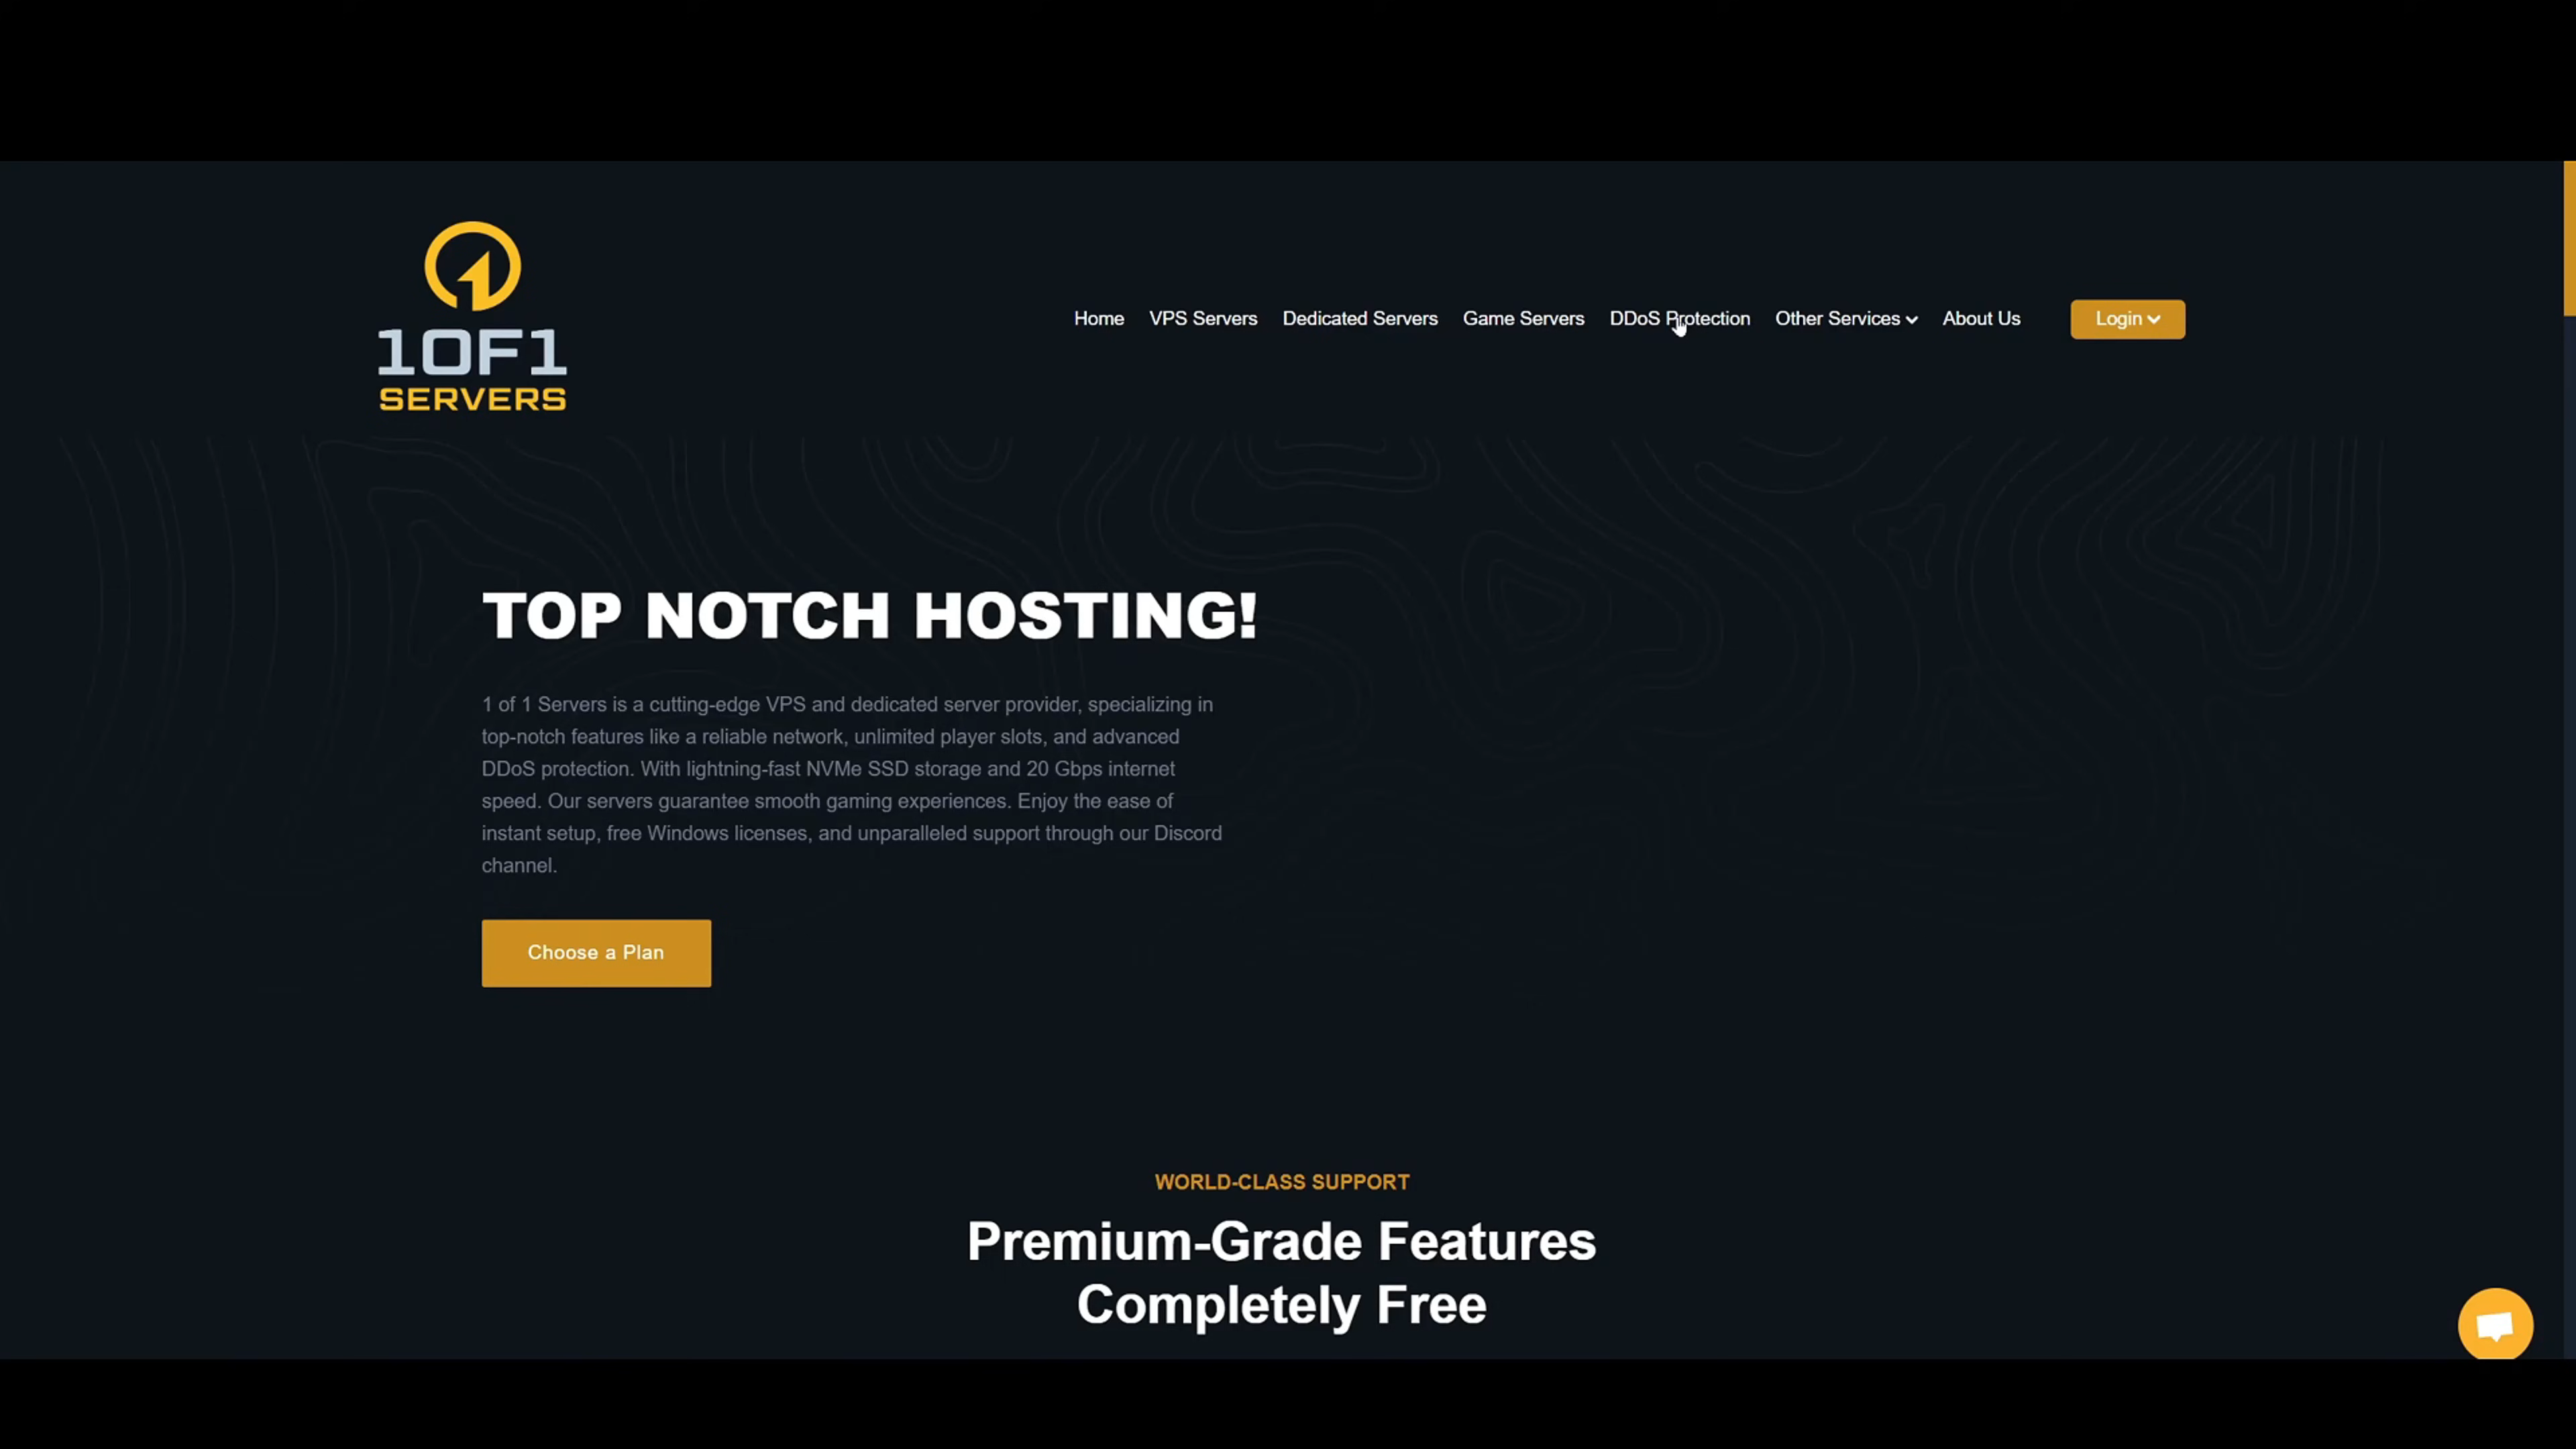 1OF1
SERVERS
Home VPS Servers Dedicated Servers Game Servers DDoS Protection Other Services About Us Login
TOP NOTCH HOSTING!
1 of 1 Servers is a cutting-edge VPS and dedicated server provider, specializing in
top-notch features like a reliable network, unlimited player slots, and advanced
DDoS protection. With lightning-fast NVMe SSD storage and 20 Gbps internet
speed. Our servers guarantee smooth gaming experiences. Enjoy the ease of
instant setup, free Windows licenses, and unparalleled support through our Discord
channel.
Choose a Plan
WORLD-CLASS SUPPORT
Premium-Grade Features
Completely Free